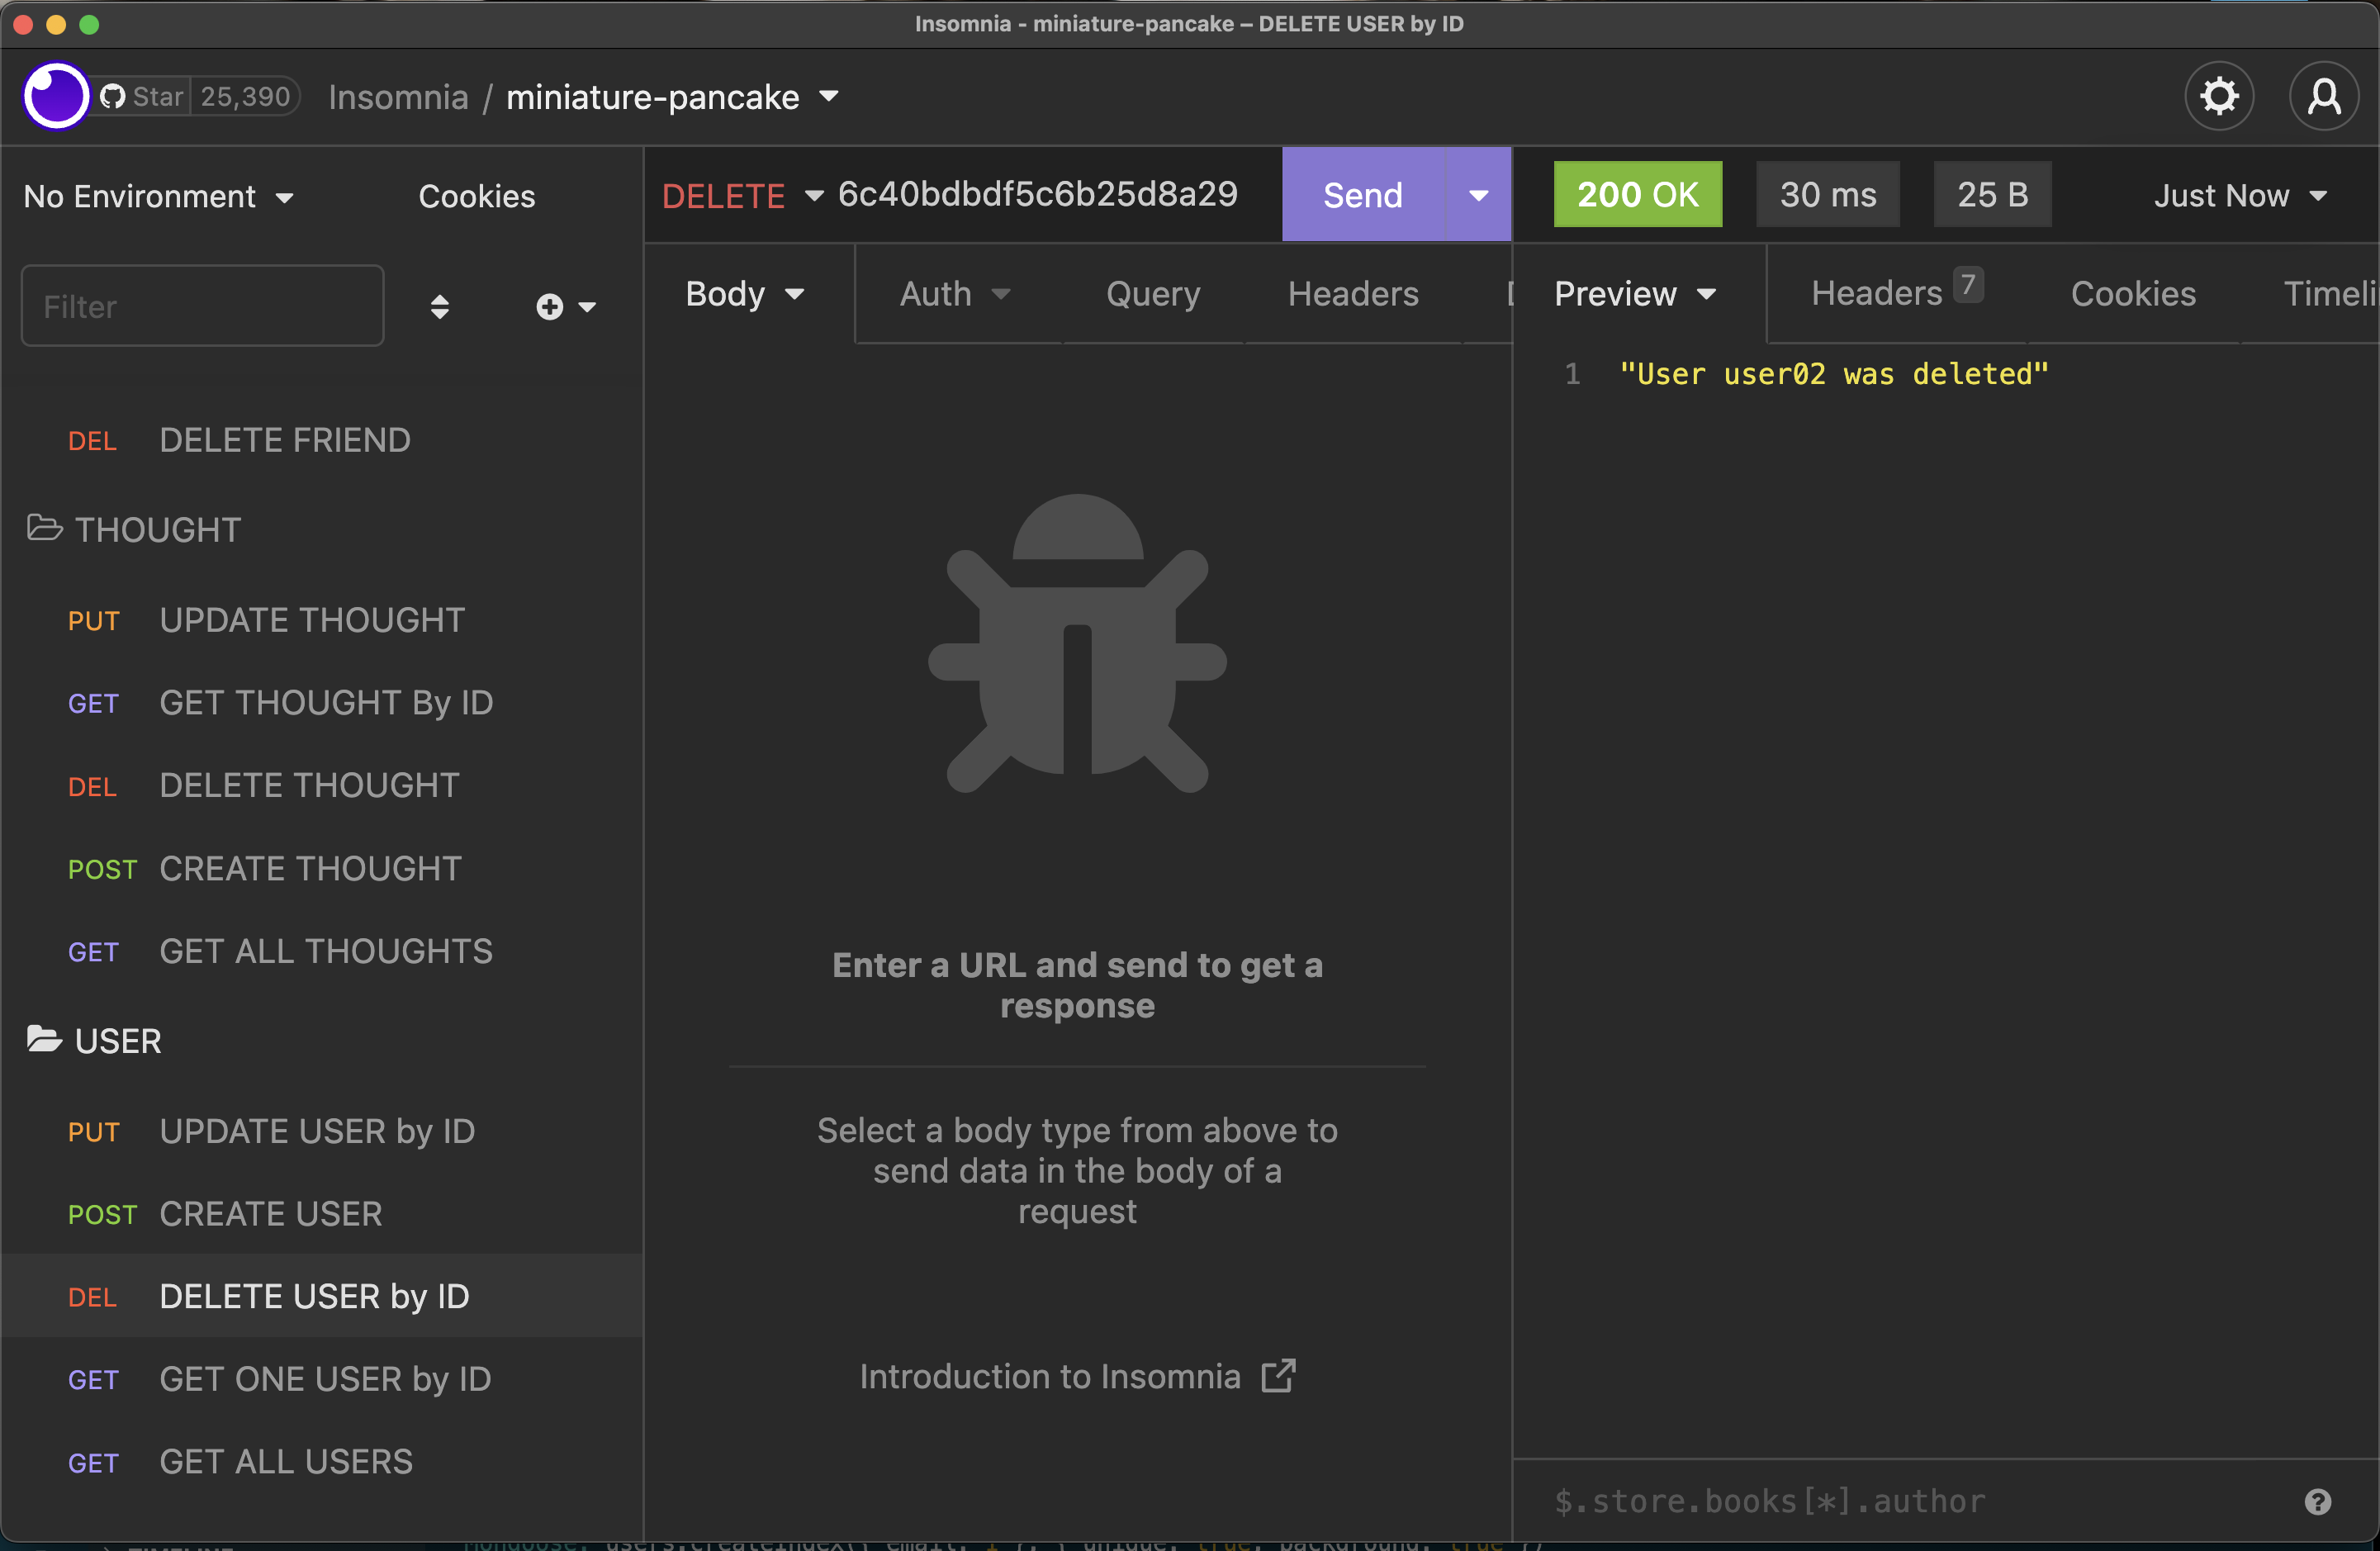 Insomnia - miniature-pancake – DELETE USER by ID
Star 25,390 Insomnia / miniature-pancake
No Environment Cookies
Filter
DEL DELETE FRIEND
THOUGHT
PUT UPDATE THOUGHT
GET GET THOUGHT By ID
DEL DELETE THOUGHT
POST CREATE THOUGHT
GET GET ALL THOUGHTS
USER
PUT UPDATE USER by ID
POST CREATE USER
DEL DELETE USER by ID
GET GET ONE USER by ID
GET GET ALL USERS
DELETE 6c40bdbdf5c6b25d8a29 Send
Body Auth Query Headers
Enter a URL and send to get a
response
Select a body type from above to
send data in the body of a
request
Introduction to Insomnia
200 OK 30 ms 25 B Just Now
Preview Headers 7 Cookies Timeli
1 "User user02 was deleted"
$.store.books[*].author